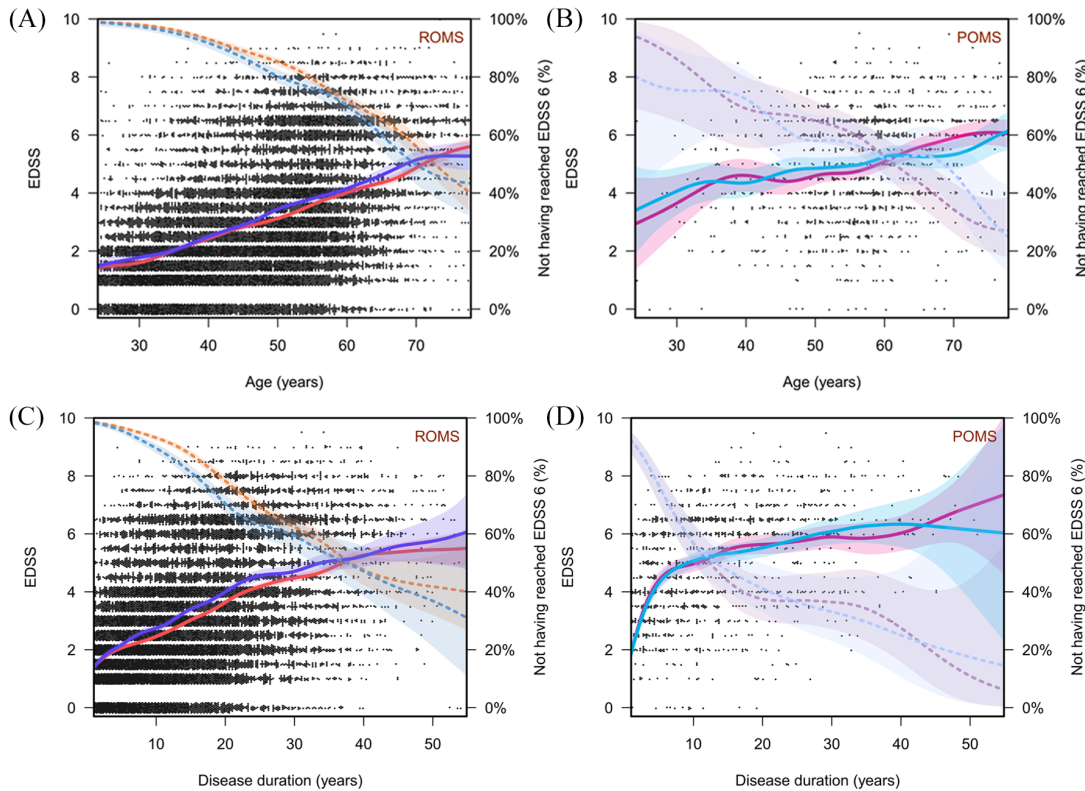 (A)
ROMS
10
8
6
4
2
0
EDSS
100%
80%
60%
40%
20%
0%
Not having reached EDSS 6 (%)
30 40 50 60 70
Age (years)
(B)
POMS
10
8
6
4
2
0
EDSS
100%
80%
60%
40%
20%
0%
Not having reached EDSS 6 (%)
30 40 50 60 70
Age (years)
(C)
ROMS
10
8
6
4
2
0
EDSS
100%
80%
60%
40%
20%
0%
Not having reached EDSS 6 (%)
10 20 30 40 50
Disease duration (years)
(D)
POMS
10
8
6
4
2
0
EDSS
100%
80%
60%
40%
20%
0%
Not having reached EDSS 6 (%)
10 20 30 40 50
Disease duration (years)